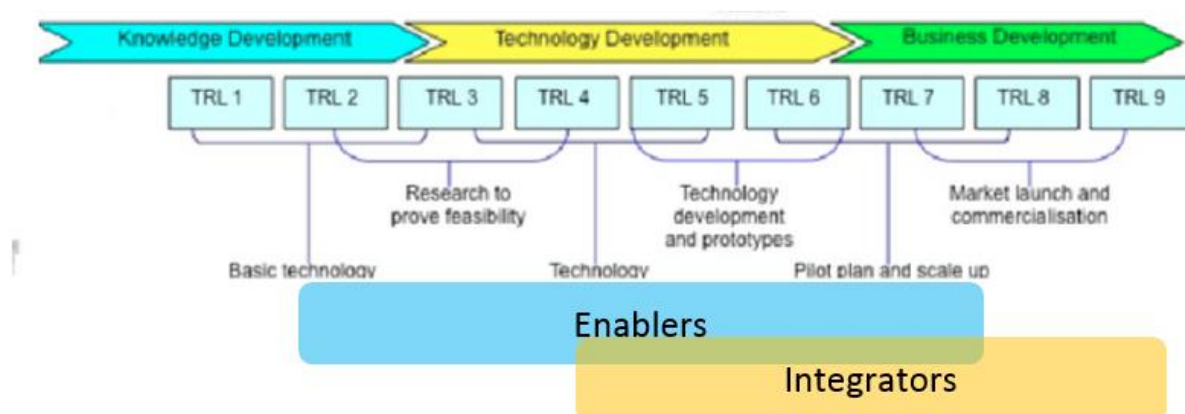 Knowledge Development
Technology Development
Business Development
TRL 1
TRL 2
TRL 3
TRL 4
TRL 5
TRL 6
TRL 7
TRL 8
TRL 9
Research to
prove feasibility
Technology
development
and prototypes
Market launch and
commercialisation
Basic technology
Technology
Pilot plan and scale up
Enablers
Integrators